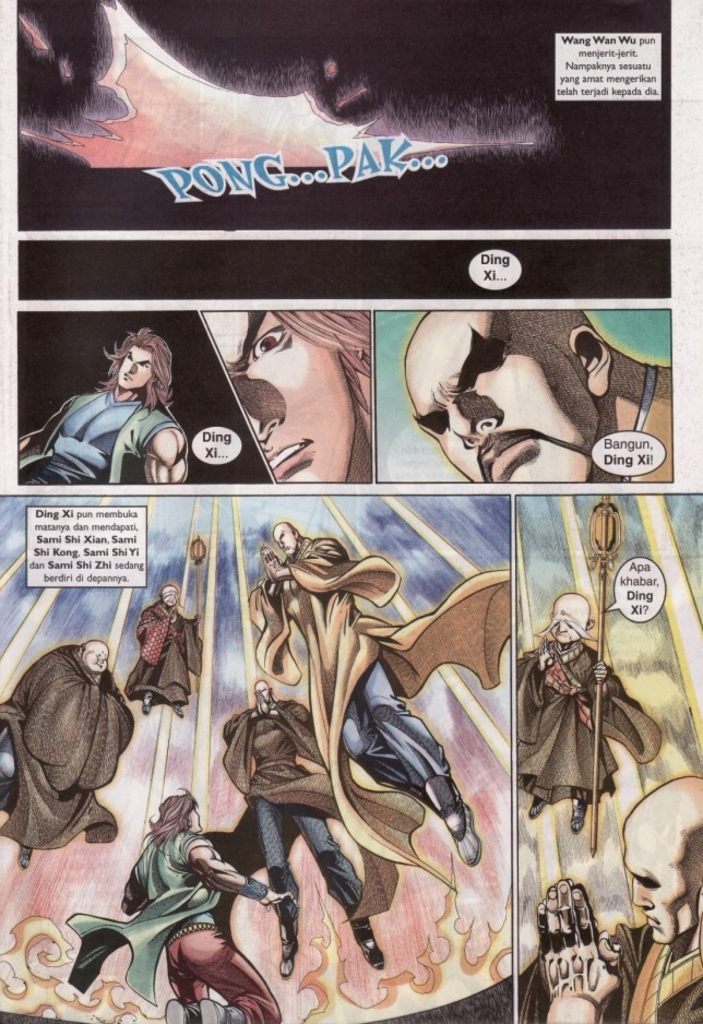 Wang Wan Wu pun
menjerit-jerit.
Nampaknya sesuatu
yang amat mengerikan
telah terjadi kepada dia.
PONG...PAK...
Ding
Xi...
Ding
Xi...
Bangun,
Ding Xi!
Ding Xi pun membuka
matanya dan mendapati,
Sami Shi Xian, Sami
Shi Kong, Sami Shi Yi
dan Sami Shi Zhi sedang
berdiri di depannya.
Apa
khabar,
Ding
Xi?